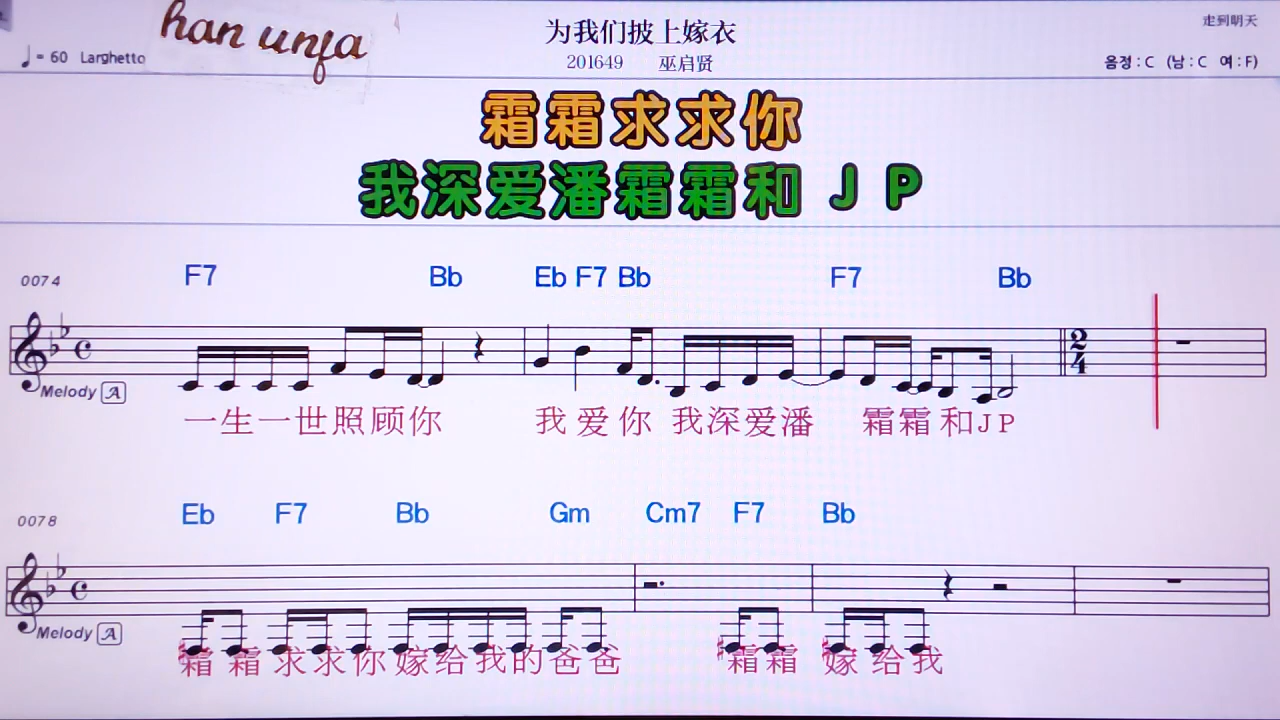 han unfa
为我们披上嫁衣
走到明天
♩= 60 Larghetto
201649 巫启贤
음정 : C (남 : C 여 : F)
霜霜求求你
我深爱潘霜霜和 J P
0074
F7 Bb Eb F7 Bb F7 Bb
2/4
Melody A
一生一世照顾你 我爱你 我深爱潘 霜霜和JP
0078
Eb F7 Bb Gm Cm7 F7 Bb
Melody A
霜霜求求你嫁给我的爸爸 霜霜 嫁给我